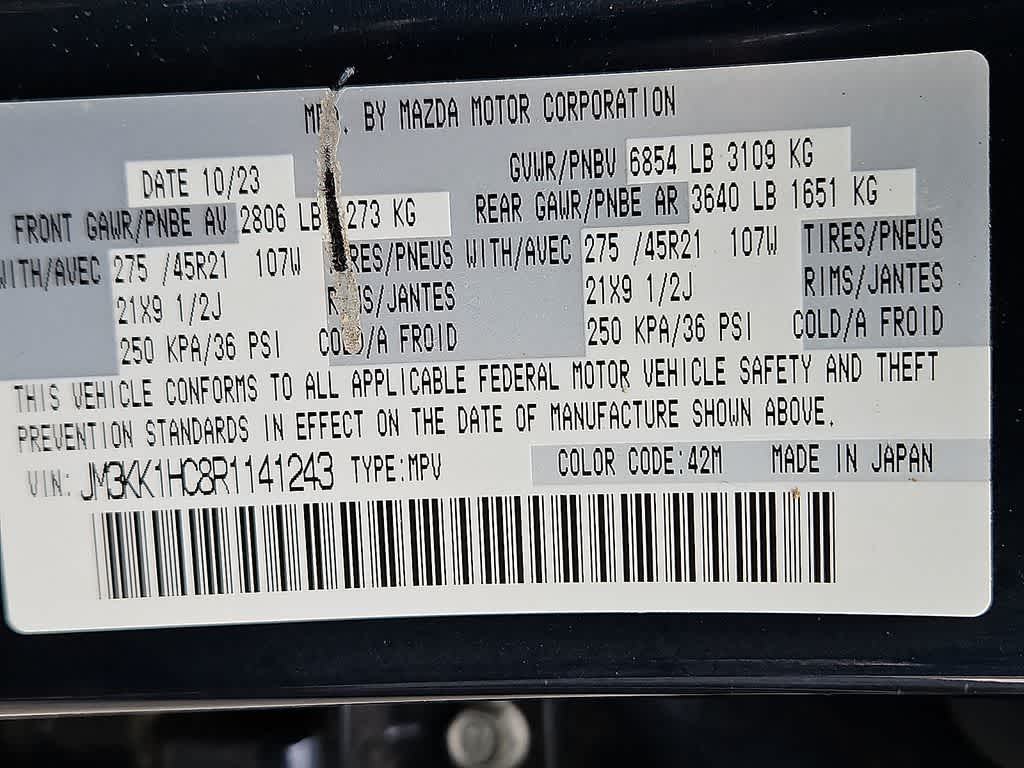 MFD. BY MAZDA MOTOR CORPORATION
DATE 10/23 GVWR/PNBV 6854 LB 3109 KG
FRONT GAWR/PNBE AV 2806 LB 273 KG REAR GAWR/PNBE AR 3640 LB 1651 KG
WITH/AVEC 275 /45R21 107W TIRES/PNEUS WITH/AVEC 275 /45R21 107W TIRES/PNEUS
21X9 1/2J RIMS/JANTES 21X9 1/2J RIMS/JANTES
250 KPA/36 PSI COLD/A FROID 250 KPA/36 PSI COLD/A FROID
THIS VEHICLE CONFORMS TO ALL APPLICABLE FEDERAL MOTOR VEHICLE SAFETY AND THEFT
PREVENTION STANDARDS IN EFFECT ON THE DATE OF MANUFACTURE SHOWN ABOVE.
VIN: JM3KK1HC8R1141243 TYPE:MPV COLOR CODE:42M MADE IN JAPAN